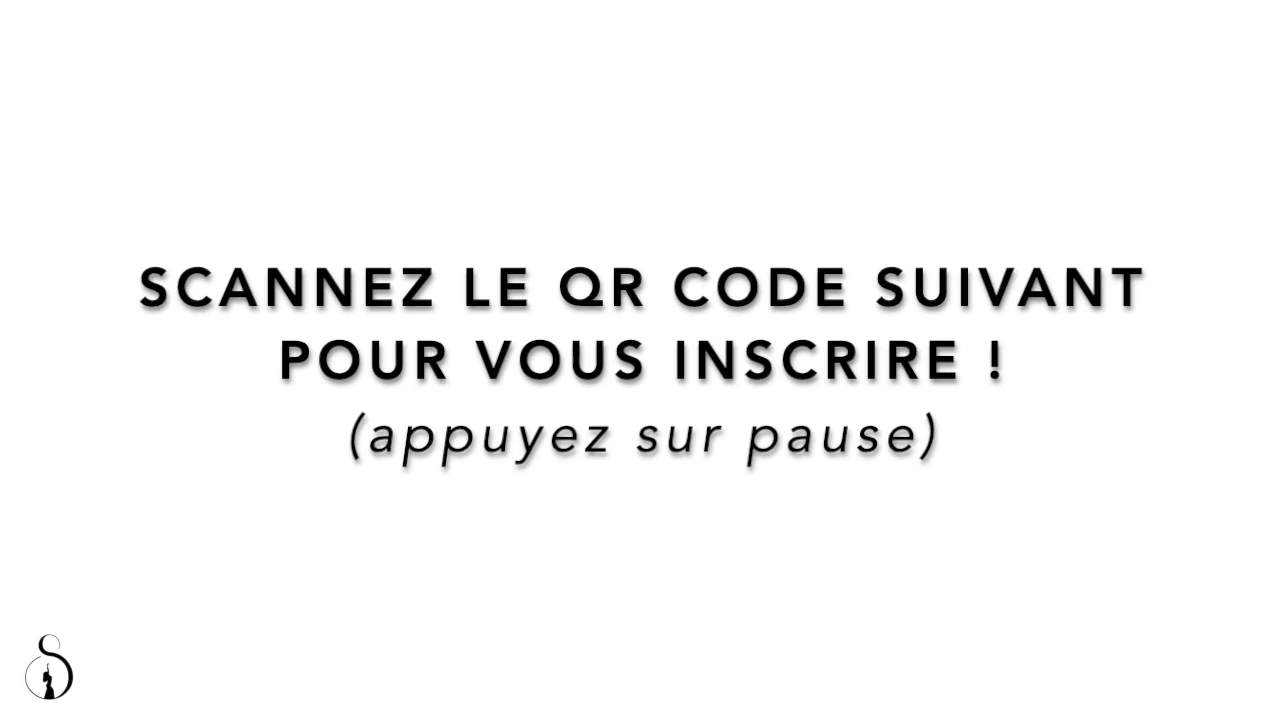 SCANNEZ LE QR CODE SUIVANT
POUR VOUS INSCRIRE !
(appuyez sur pause)